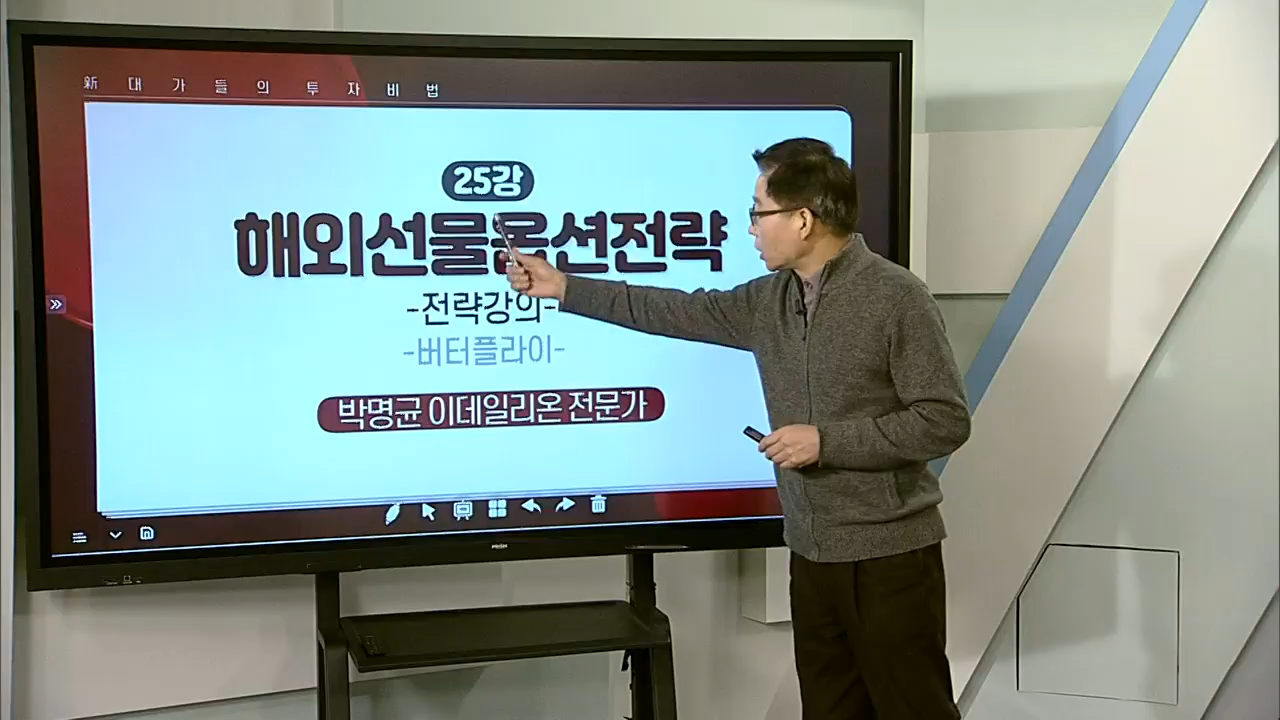 新 대 가 들 의 투 자 비 법
25강
해외선물옵션전략
-전략강의-
-버터플라이-
박명균 이데일리온 전문가